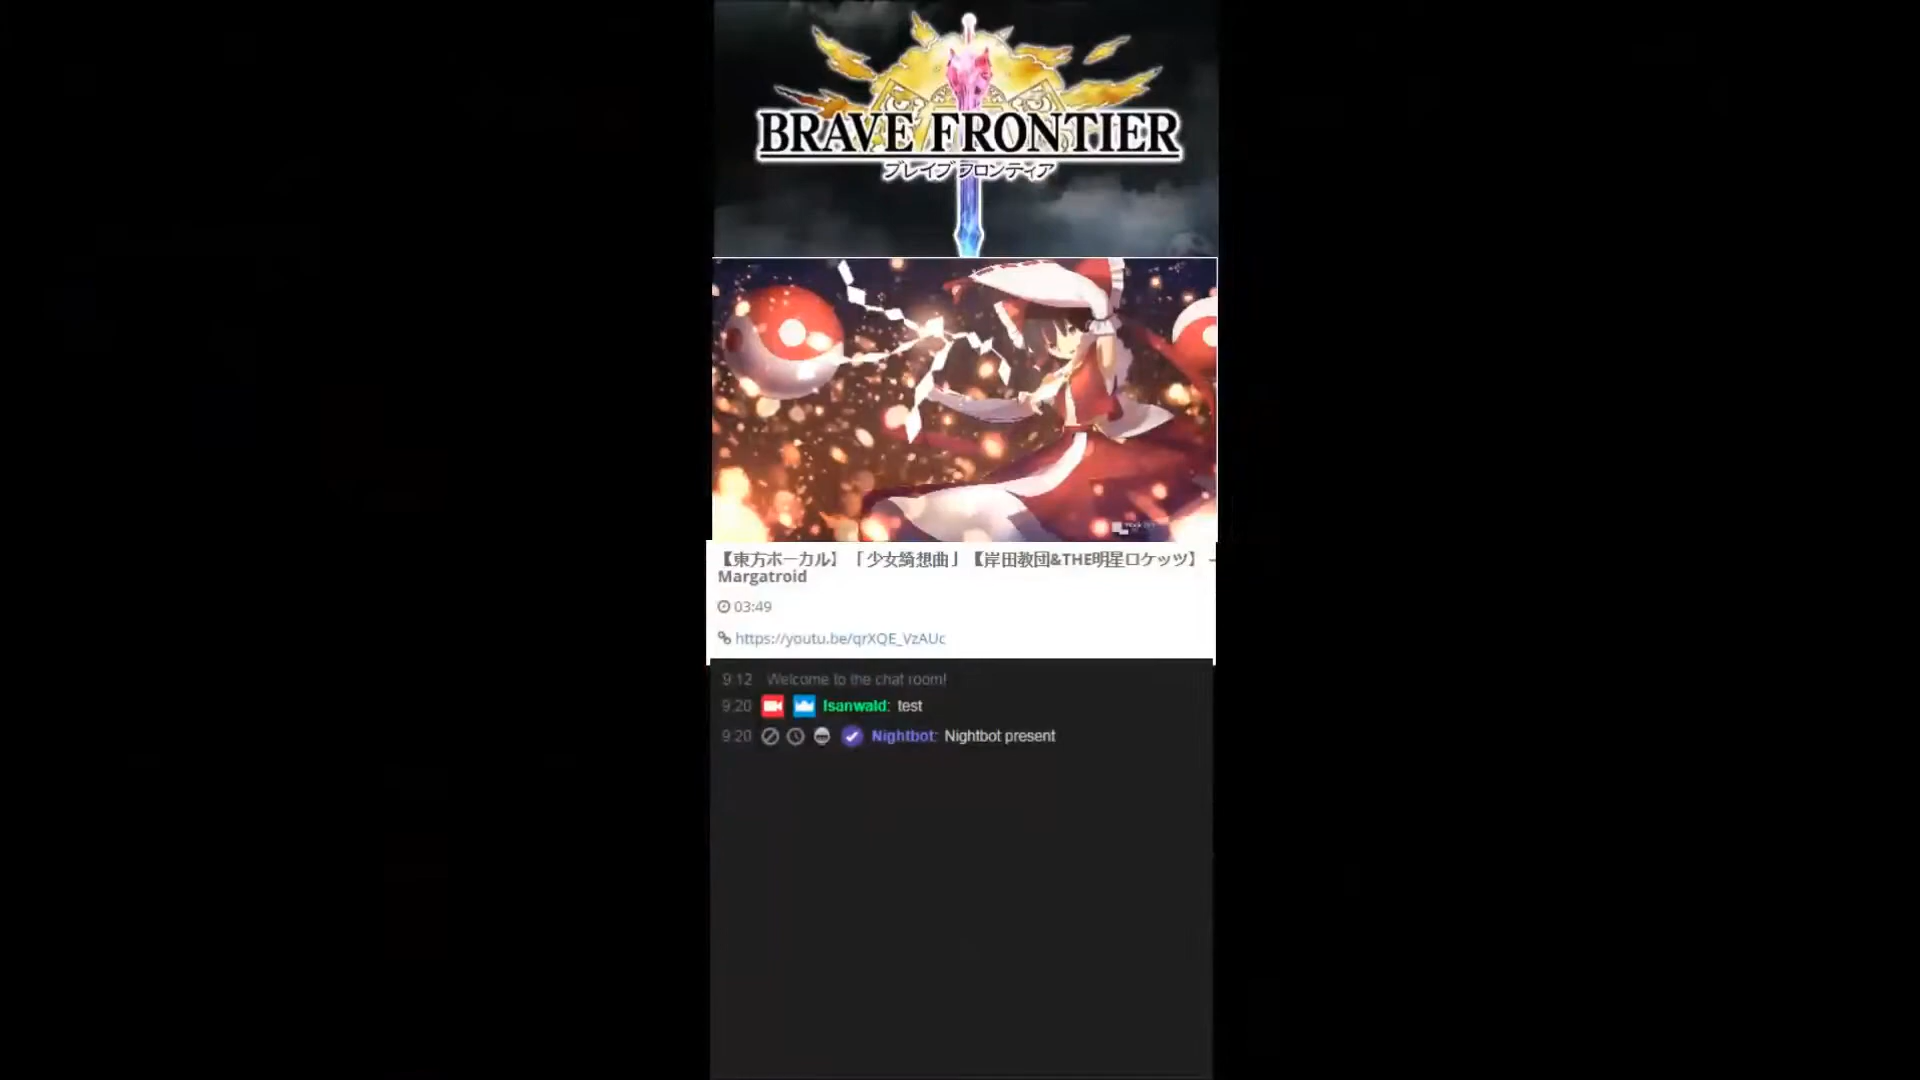 BRAVE FRONTIER
ブレイブ フロンティア
【東方ボーカル】 「少女綺想曲」 【岸田教団&THE明星ロケッツ】 -
Margatroid
03:49
https://youtu.be/qrXQE_VzAUc
9:12 Welcome to the chat room!
9:20 Isanwald: test
9:20 Nightbot: Nightbot present